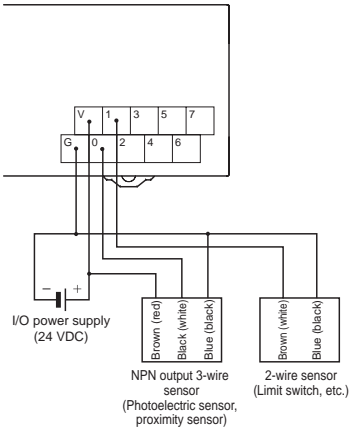 V 1 3 5 7
G 0 2 4 6
− +
I/O power supply
(24 VDC)
Brown (red)
Black (white)
Blue (black)
Brown (white)
Blue (black)
NPN output 3-wire
sensor
(Photoelectric sensor,
proximity sensor)
2-wire sensor
(Limit switch, etc.)